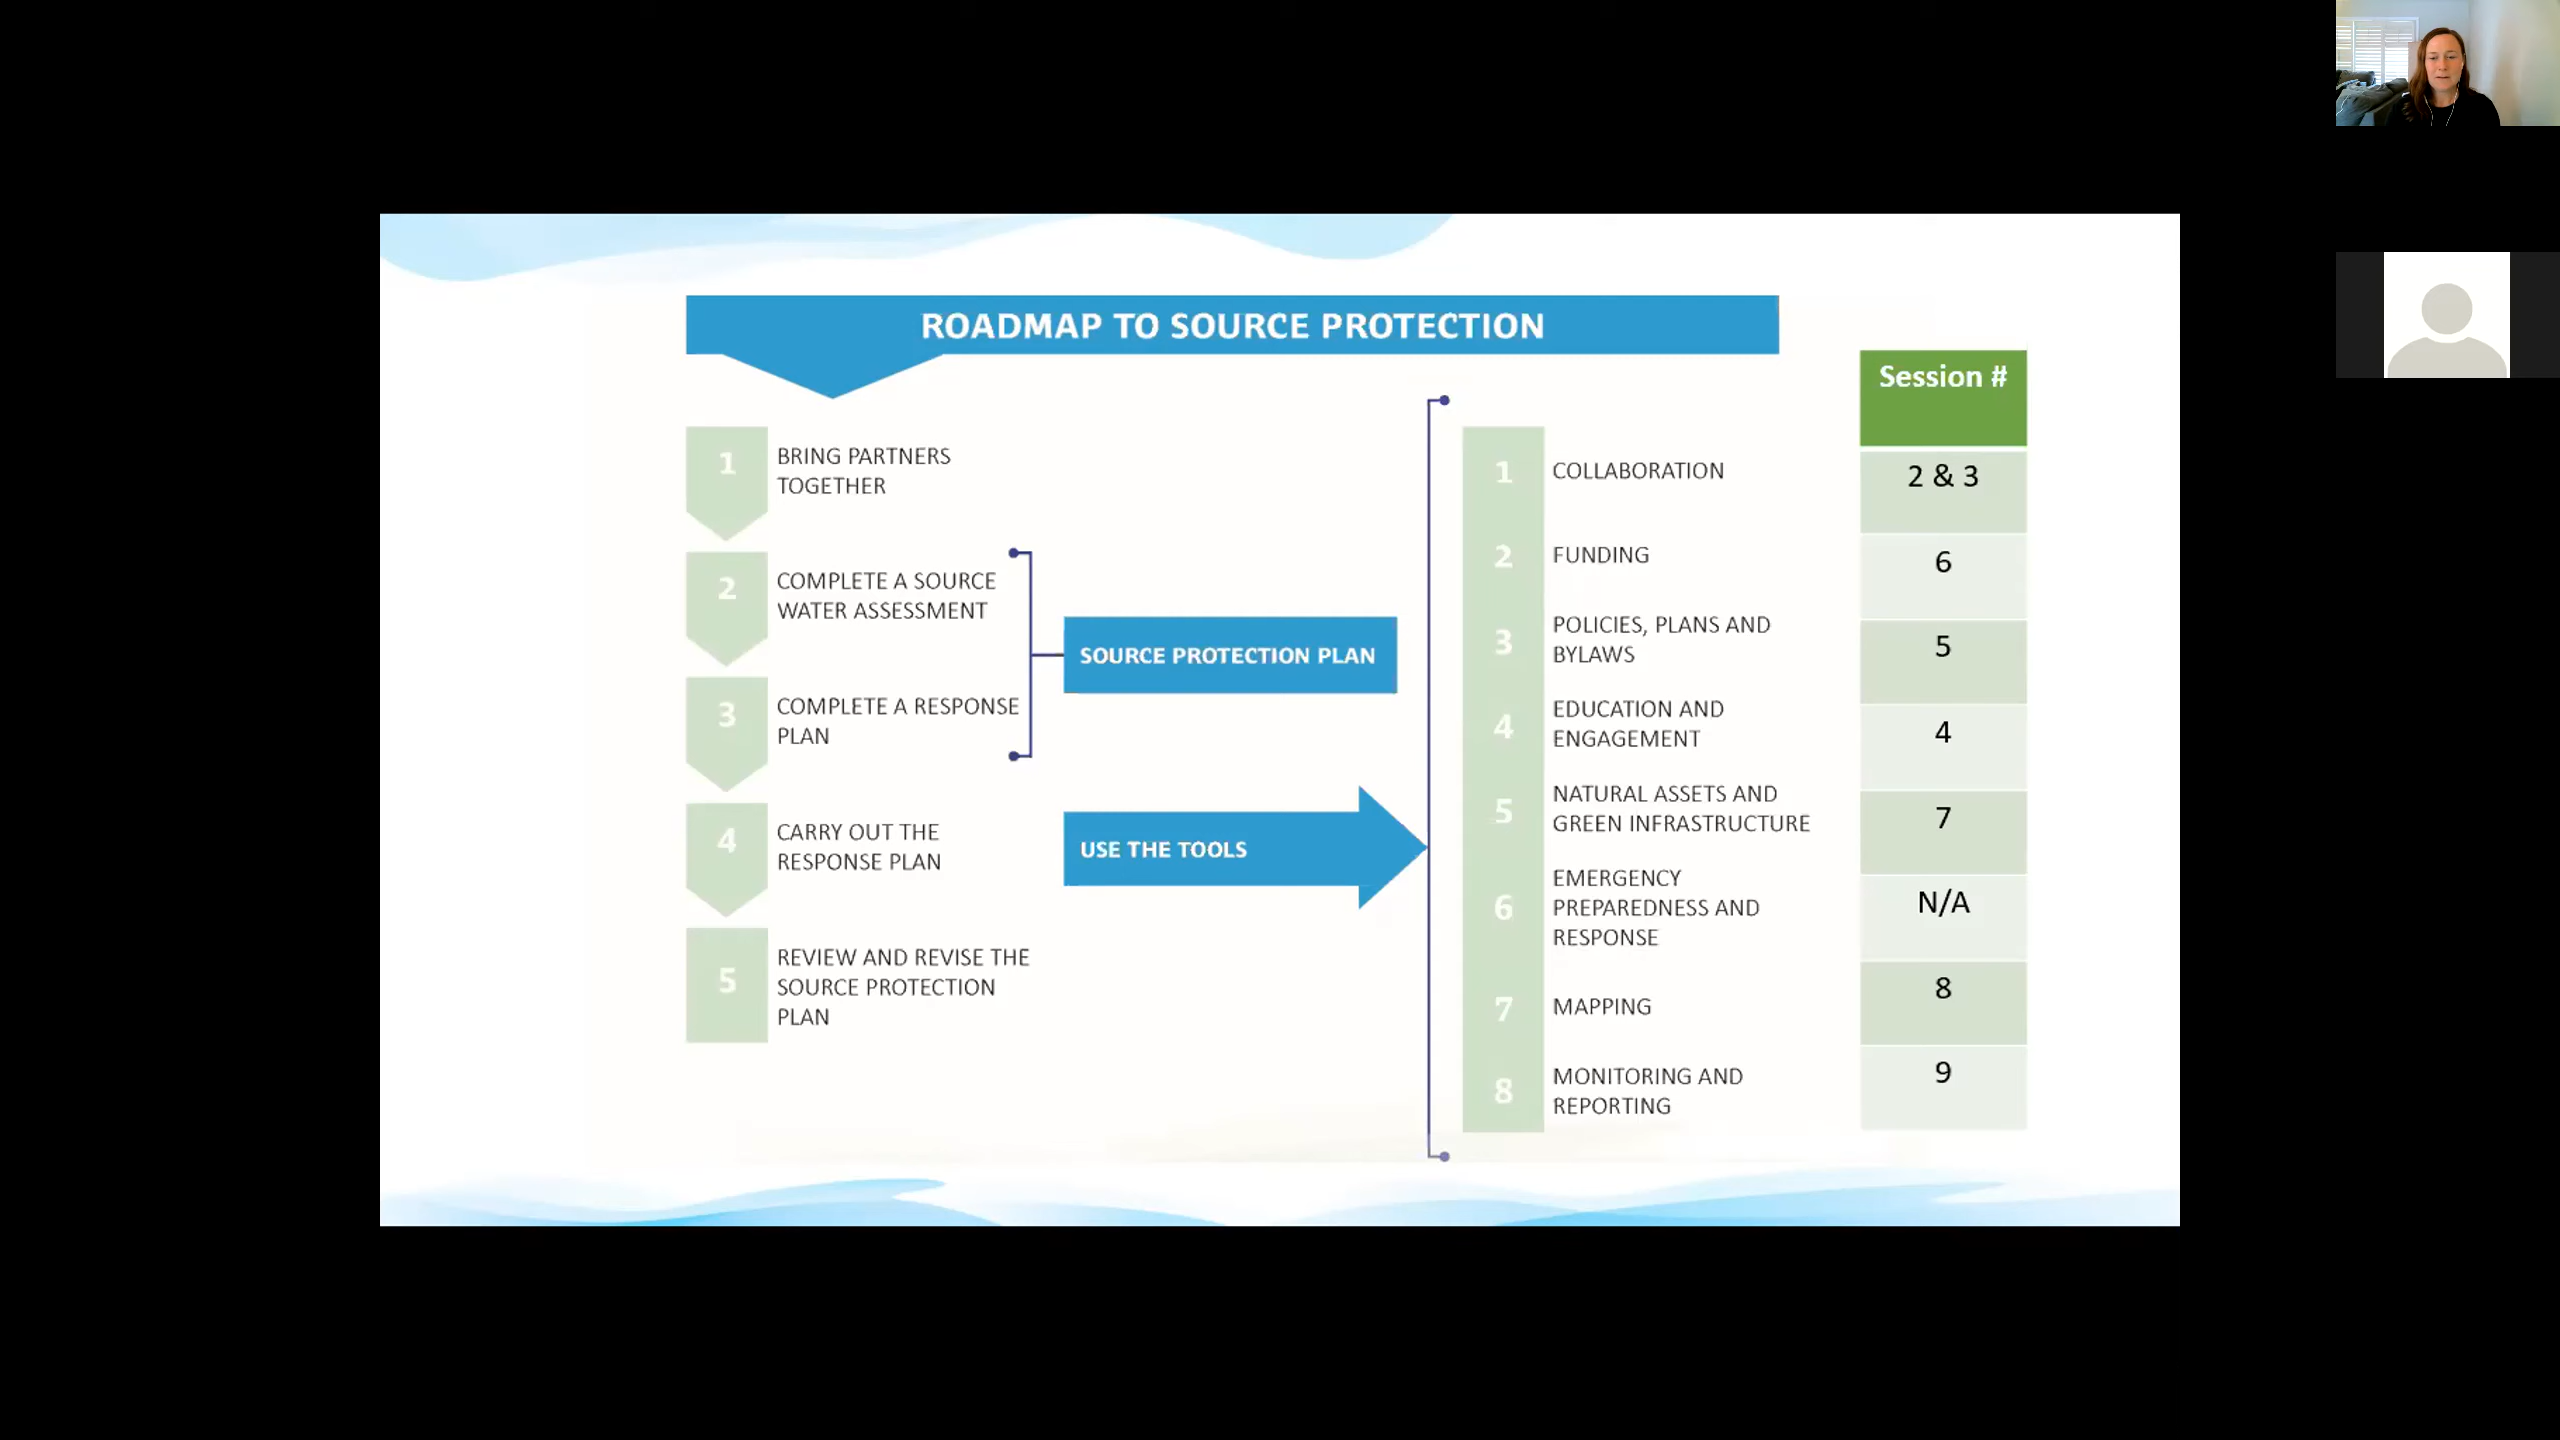 ROADMAP TO SOURCE PROTECTION
1
BRING PARTNERS
TOGETHER
2
COMPLETE A SOURCE
WATER ASSESSMENT
3
COMPLETE A RESPONSE
PLAN
4
CARRY OUT THE
RESPONSE PLAN
5
REVIEW AND REVISE THE
SOURCE PROTECTION
PLAN
SOURCE PROTECTION PLAN
USE THE TOOLS
Session #
1
COLLABORATION
2 & 3
2
FUNDING
6
3
POLICIES, PLANS AND
BYLAWS
5
4
EDUCATION AND
ENGAGEMENT
4
5
NATURAL ASSETS AND
GREEN INFRASTRUCTURE
7
6
EMERGENCY
PREPAREDNESS AND
RESPONSE
N/A
7
MAPPING
8
8
MONITORING AND
REPORTING
9